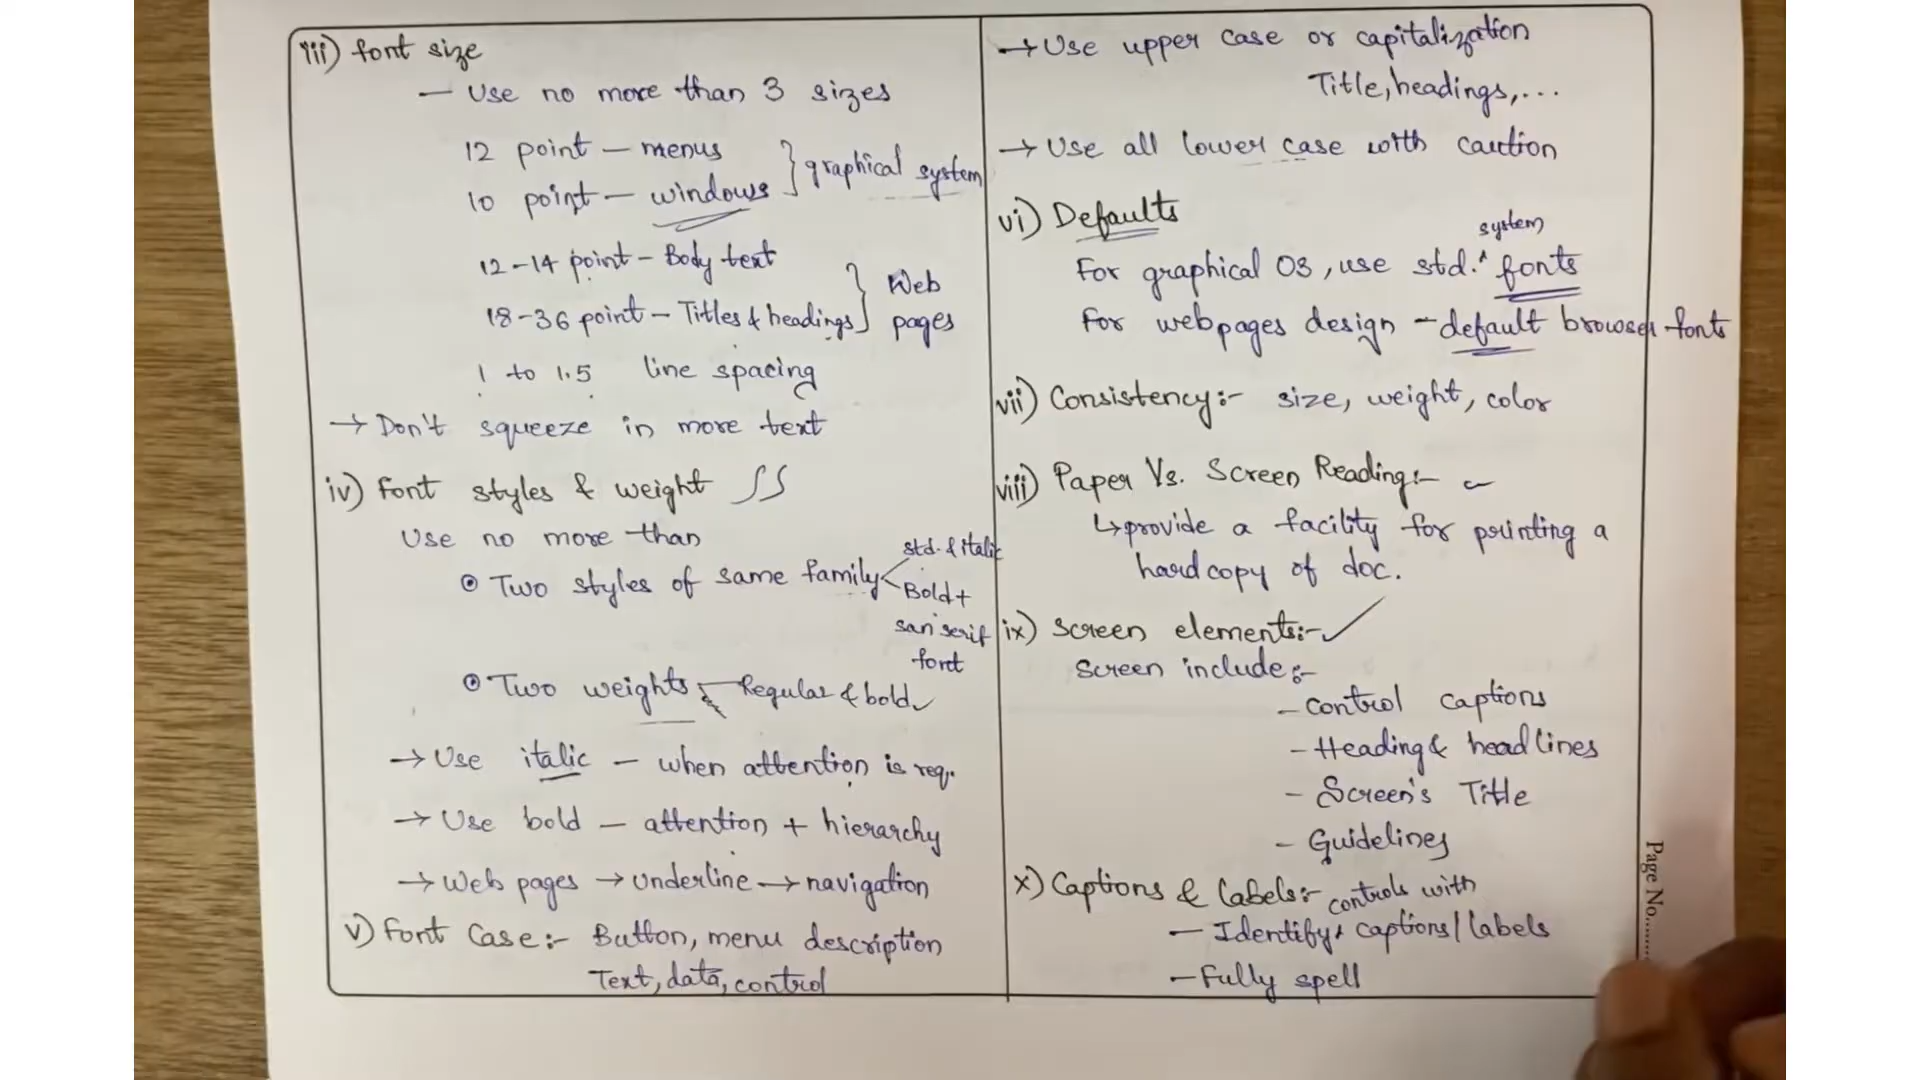 iii) font size
— Use no more than 3 sizes
12 point — menus
10 point — windows
} graphical system
12-14 point - Body text
18-36 point - Titles & headings
} Web pages
1 to 1.5 line spacing
→ Don't squeeze in more text
iv) Font styles & weight
Use no more than
⊙ Two styles of same family
std. & italic
Bold +
san serif
font
⊙ Two weights Regular & bold
→ Use italic — when attention is req.
→ Use bold — attention + hierarchy
→ Web pages → underline → navigation
v) Font Case:- Button, menu description
Text, data, control
→ Use upper case or capitalization
Title, headings,...
→ Use all lower case with caution
vi) Defaults
For graphical OS, use std. system fonts
For webpages design - default browser fonts
vii) Consistency:- size, weight, color
viii) Paper Vs. Screen Reading:-
↳ provide a facility for printing a
hard copy of doc.
ix) Screen elements:- ✓
Screen include:-
- Control captions
- Heading & headlines
- Screen's Title
- Guidelines
x) Captions & Labels:-
— Identify controls with captions/labels
— Fully spell
Page No.......